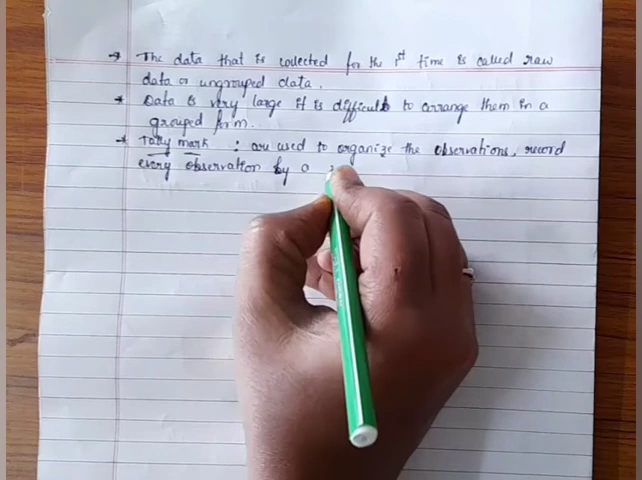 → The data that is collected for the 1st time is called raw
data or ungrouped data.
→ Data is very large it is difficult to arrange them in a
grouped form.
→ Tally mark : are used to organize the observations, record
every observation by a